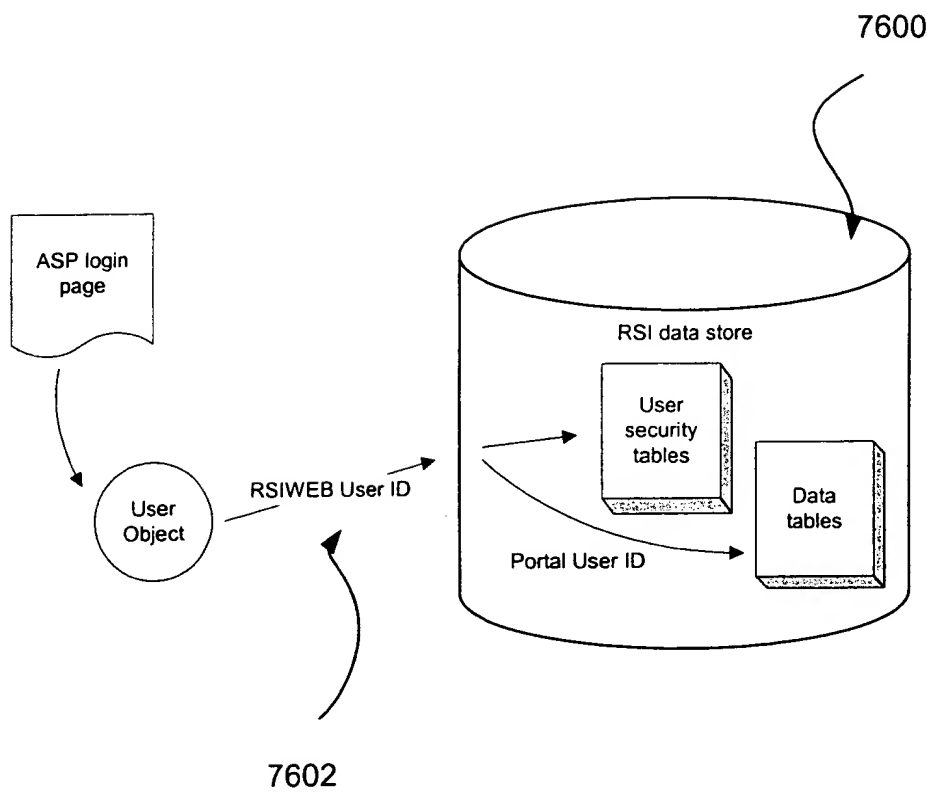 7600
ASP login
page
RSI data store
User
security
tables
RSIWEB User ID
User
Object
Data
tables
Portal User ID
7602